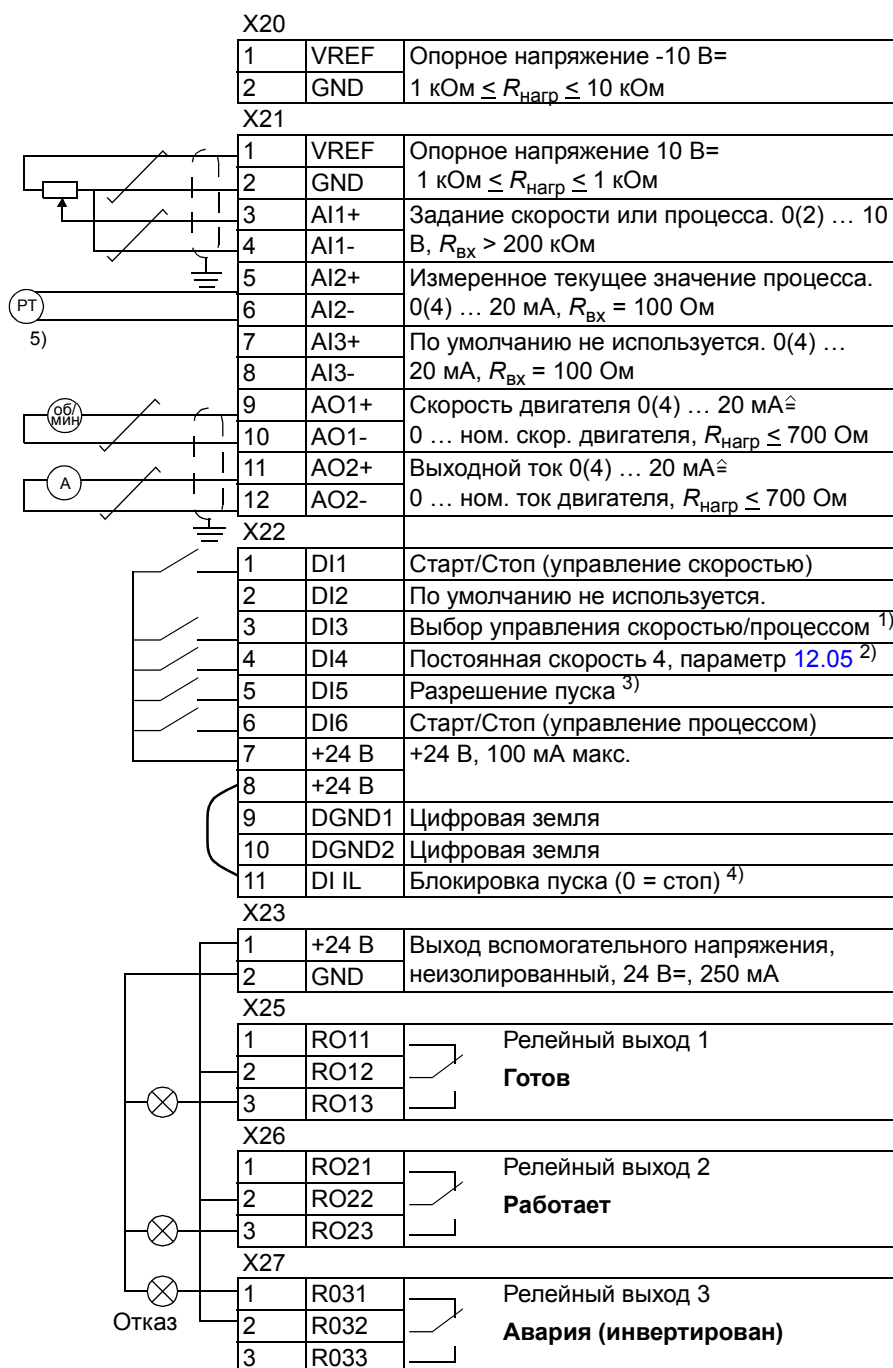 X20
1 VREF Опорное напряжение -10 В=
2 GND 1 кОм ≤ Rнагр ≤ 10 кОм
X21
1 VREF Опорное напряжение 10 В=
2 GND 1 кОм ≤ Rнагр ≤ 1 кОм
3 AI1+ Задание скорости или процесса. 0(2) … 10
4 AI1- В, Rвх > 200 кОм
5 AI2+ Измеренное текущее значение процесса.
PT
6 AI2- 0(4) … 20 мА, Rвх = 100 Ом
5)
7 AI3+ По умолчанию не используется. 0(4) …
8 AI3- 20 мА, Rвх = 100 Ом
об/
мин
9 AO1+ Скорость двигателя 0(4) … 20 мА≙
10 AO1- 0 … ном. скор. двигателя, Rнагр ≤ 700 Ом
A
11 AO2+ Выходной ток 0(4) … 20 мА≙
12 AO2- 0 … ном. ток двигателя, Rнагр ≤ 700 Ом
X22
1 DI1 Старт/Стоп (управление скоростью)
2 DI2 По умолчанию не используется.
3 DI3 Выбор управления скоростью/процессом 1)
4 DI4 Постоянная скорость 4, параметр 12.05 2)
5 DI5 Разрешение пуска 3)
6 DI6 Старт/Стоп (управление процессом)
7 +24 В +24 В, 100 мА макс.
8 +24 В
9 DGND1 Цифровая земля
10 DGND2 Цифровая земля
11 DI IL Блокировка пуска (0 = стоп) 4)
X23
1 +24 В Выход вспомогательного напряжения,
2 GND неизолированный, 24 В=, 250 мА
X25
1 RO11 Релейный выход 1
2 RO12 Готов
3 RO13
X26
1 RO21 Релейный выход 2
2 RO22 Работает
3 RO23
X27
1 R031 Релейный выход 3
Отказ
2 R032 Авария (инвертирован)
3 R033